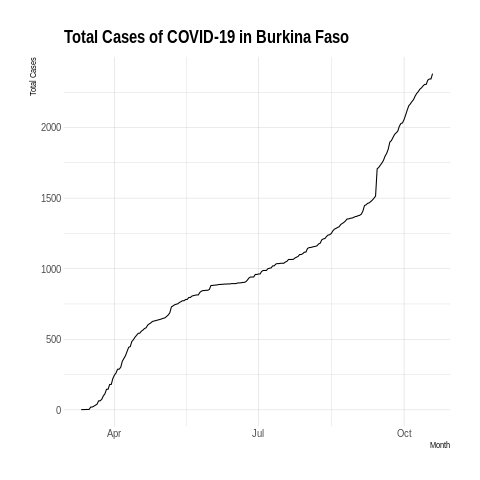 Total Cases of COVID-19 in Burkina Faso
Total Cases
2000
1500
1000
500
0
Apr Jul Oct
Month